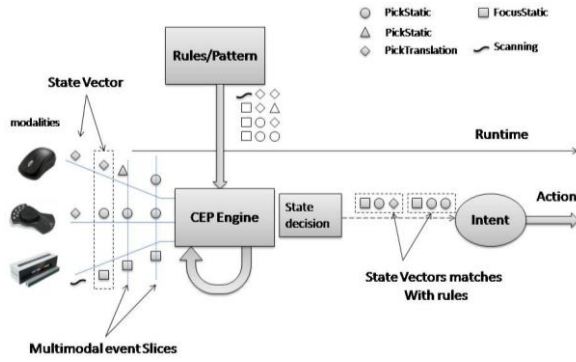 PickStatic
FocusStatic
PickStatic
PickTranslation
Scanning
Rules/Pattern
State Vector
modalities
Runtime
CEP Engine
State
decision
Intent
Action
State Vectors matches
With rules
Multimodal event Slices